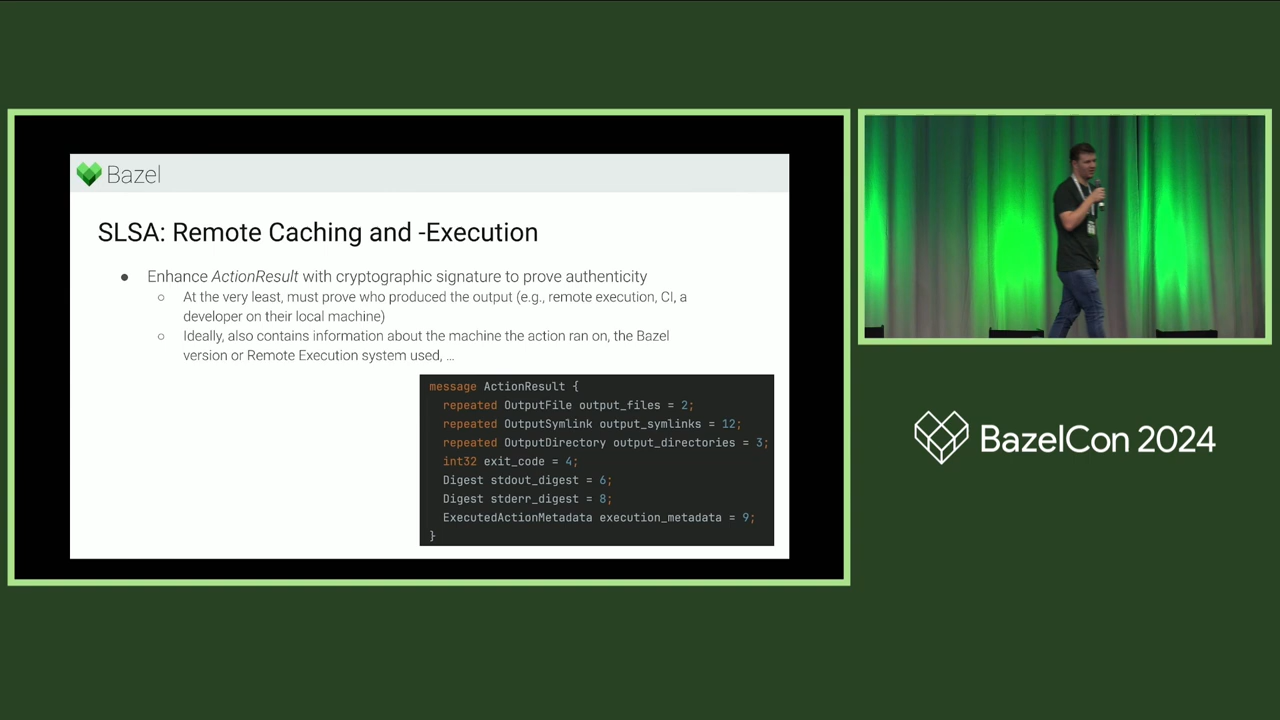 Bazel
SLSA: Remote Caching and -Execution
● Enhance ActionResult with cryptographic signature to prove authenticity
○ At the very least, must prove who produced the output (e.g., remote execution, CI, a
developer on their local machine)
○ Ideally, also contains information about the machine the action ran on, the Bazel
version or Remote Execution system used, …
message ActionResult {
repeated OutputFile output_files = 2;
repeated OutputSymlink output_symlinks = 12;
repeated OutputDirectory output_directories = 3;
int32 exit_code = 4;
Digest stdout_digest = 6;
Digest stderr_digest = 8;
ExecutedActionMetadata execution_metadata = 9;
}
BazelCon 2024